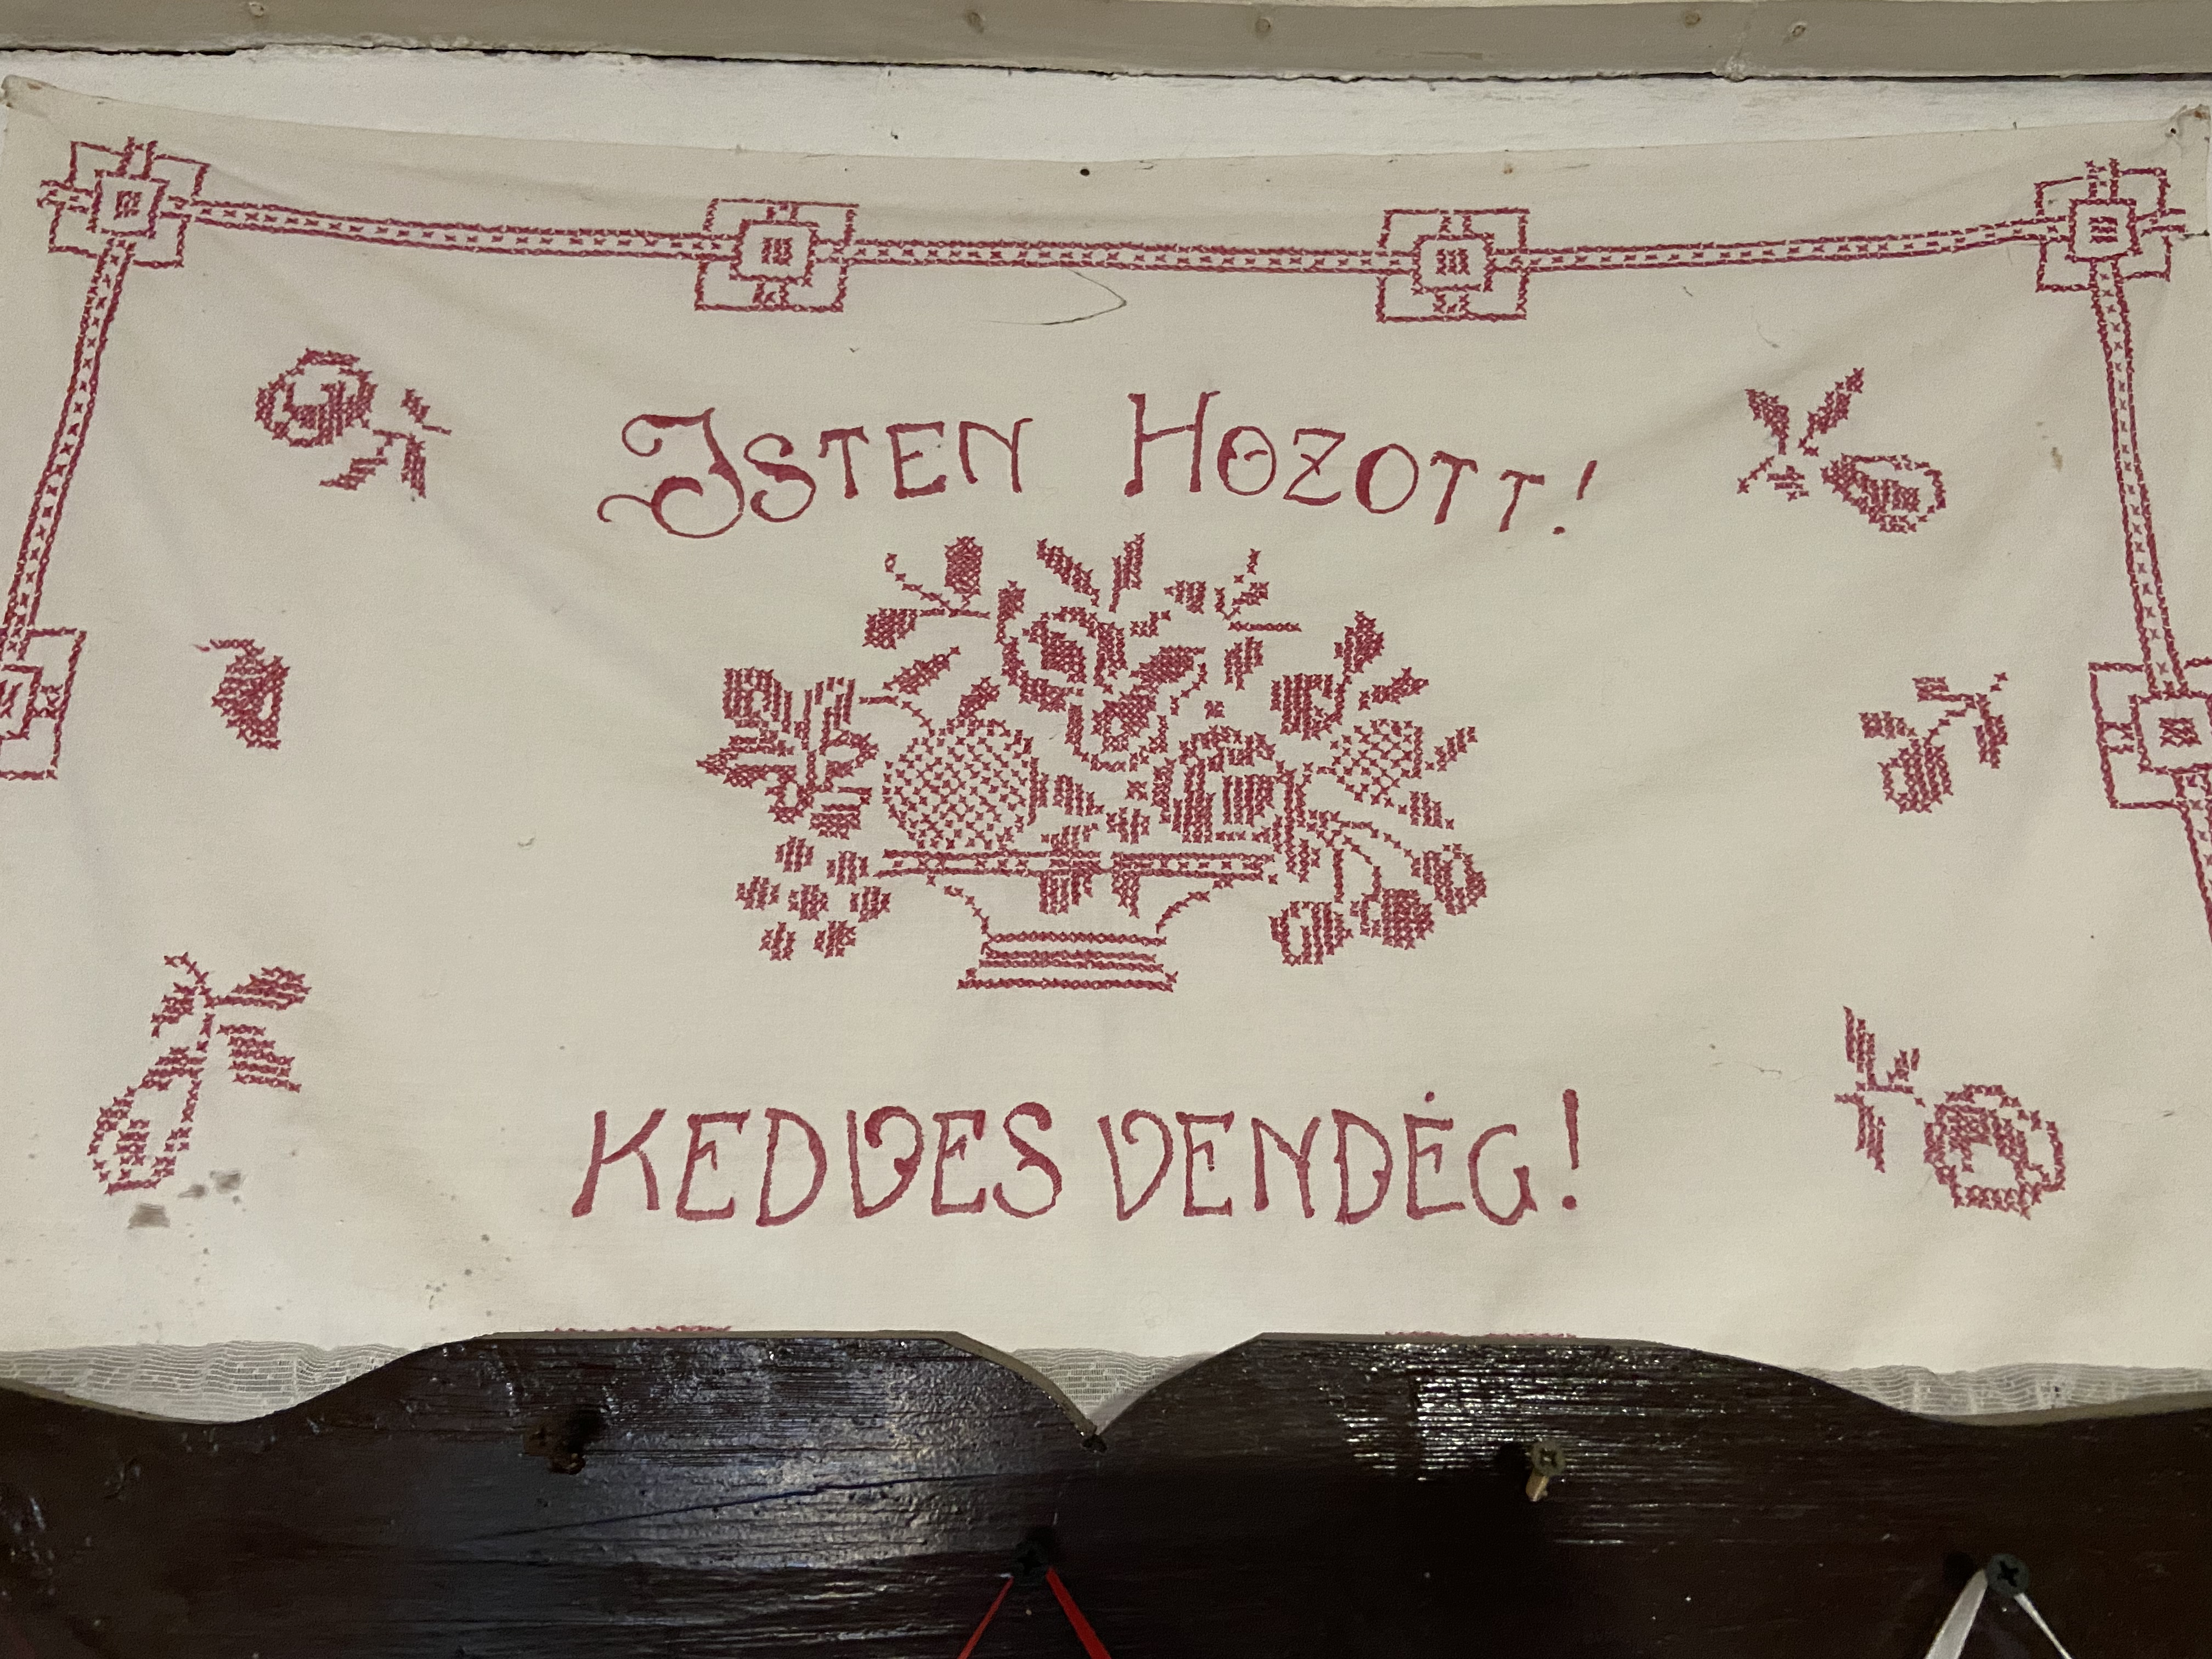 ISTEN HOZOTT!
KEDVES VENDÉG!